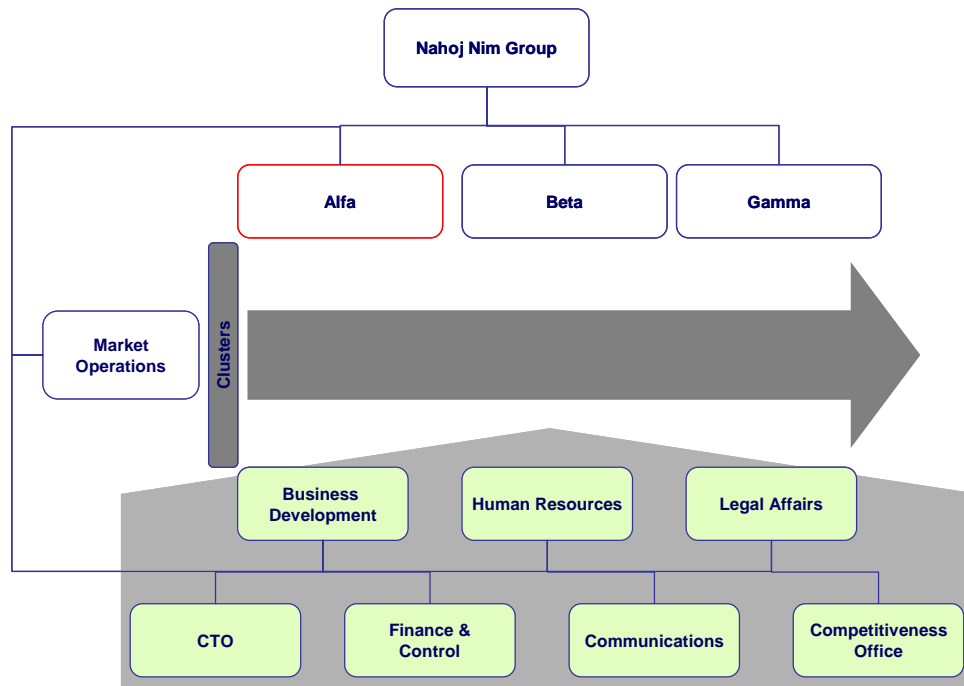 Nahoj Nim Group
Alfa
Beta
Gamma
Market
Operations
Clusters
Business
Development
Human Resources
Legal Affairs
CTO
Finance &
Control
Communications
Competitiveness
Office